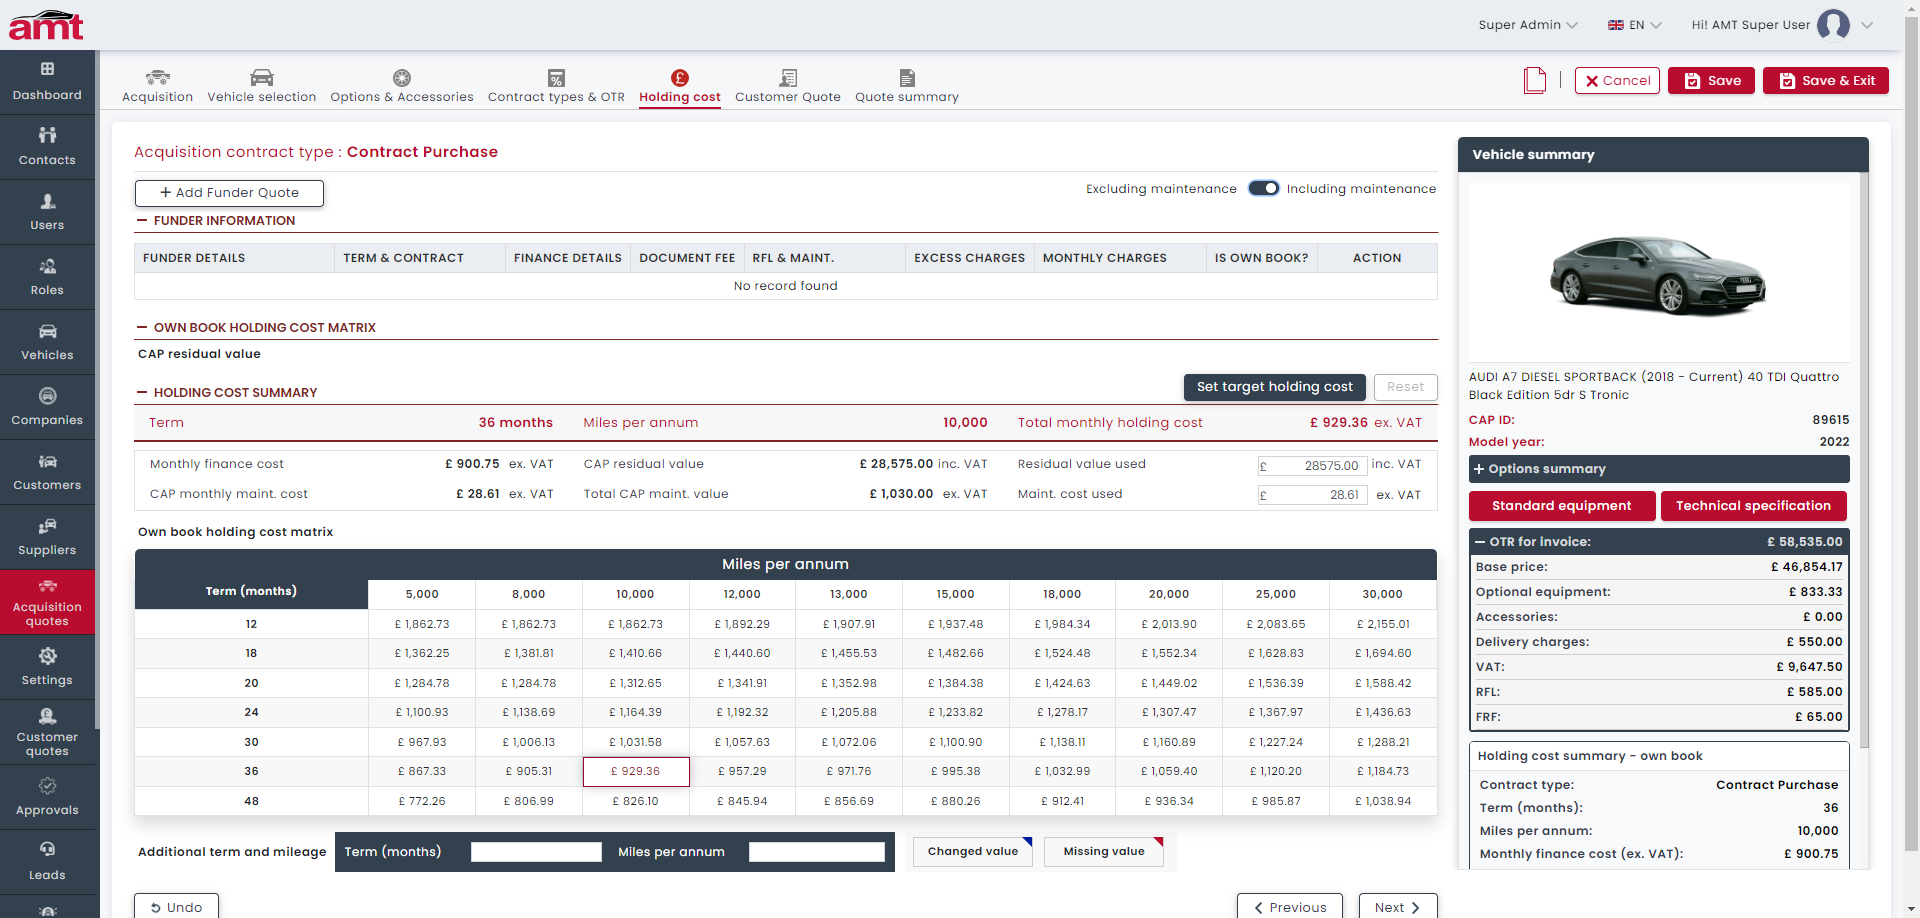 amt
Super Admin EN Hi! AMT Super User
Dashboard
Contacts
Users
Roles
Vehicles
Companies
Customers
Suppliers
Acquisition
quotes
Settings
Customer
quotes
Approvals
Leads
Acquisition Vehicle selection Options & Accessories Contract types & OTR Holding cost Customer Quote Quote summary
Cancel Save Save & Exit
Acquisition contract type : Contract Purchase
+ Add Funder Quote
Excluding maintenance Including maintenance
FUNDER INFORMATION
FUNDER DETAILS TERM & CONTRACT FINANCE DETAILS DOCUMENT FEE RFL & MAINT. EXCESS CHARGES MONTHLY CHARGES IS OWN BOOK? ACTION
No record found
OWN BOOK HOLDING COST MATRIX
CAP residual value
HOLDING COST SUMMARY
Set target holding cost Reset
Term 36 months Miles per annum 10,000 Total monthly holding cost £ 929.36 ex. VAT
Monthly finance cost £ 900.75 ex. VAT CAP residual value £ 28,575.00 inc. VAT Residual value used £ 28575.00 inc. VAT
CAP monthly maint. cost £ 28.61 ex. VAT Total CAP maint. value £ 1,030.00 ex. VAT Maint. cost used £ 28.61 ex. VAT
Own book holding cost matrix
Miles per annum
Term (months) 5,000 8,000 10,000 12,000 13,000 15,000 18,000 20,000 25,000 30,000
12 £ 1,862.73 £ 1,862.73 £ 1,862.73 £ 1,892.29 £ 1,907.91 £ 1,937.48 £ 1,984.34 £ 2,013.90 £ 2,083.65 £ 2,155.01
18 £ 1,362.25 £ 1,381.81 £ 1,410.66 £ 1,440.60 £ 1,455.53 £ 1,482.66 £ 1,524.48 £ 1,552.34 £ 1,628.83 £ 1,694.60
20 £ 1,284.78 £ 1,284.78 £ 1,312.65 £ 1,341.91 £ 1,352.98 £ 1,384.38 £ 1,424.63 £ 1,449.02 £ 1,536.39 £ 1,588.42
24 £ 1,100.93 £ 1,138.69 £ 1,164.39 £ 1,192.32 £ 1,205.88 £ 1,233.82 £ 1,278.17 £ 1,307.47 £ 1,367.97 £ 1,436.63
30 £ 967.93 £ 1,006.13 £ 1,031.58 £ 1,057.63 £ 1,072.06 £ 1,100.90 £ 1,138.11 £ 1,160.89 £ 1,227.24 £ 1,288.21
36 £ 867.33 £ 905.31 £ 929.36 £ 957.29 £ 971.76 £ 995.38 £ 1,032.99 £ 1,059.40 £ 1,120.20 £ 1,184.73
48 £ 772.26 £ 806.99 £ 826.10 £ 845.94 £ 856.69 £ 880.26 £ 912.41 £ 936.34 £ 985.87 £ 1,038.94
Additional term and mileage Term (months) Miles per annum Changed value Missing value
Undo Previous Next
Vehicle summary
AUDI A7 DIESEL SPORTBACK (2018 - Current) 40 TDI Quattro
Black Edition 5dr S Tronic
CAP ID: 89615
Model year: 2022
+ Options summary
Standard equipment Technical specification
OTR for invoice: £ 58,535.00
Base price: £ 46,854.17
Optional equipment: £ 833.33
Accessories: £ 0.00
Delivery charges: £ 550.00
VAT: £ 9,647.50
RFL: £ 585.00
FRF: £ 65.00
Holding cost summary - own book
Contract type: Contract Purchase
Term (months): 36
Miles per annum: 10,000
Monthly finance cost (ex. VAT): £ 900.75